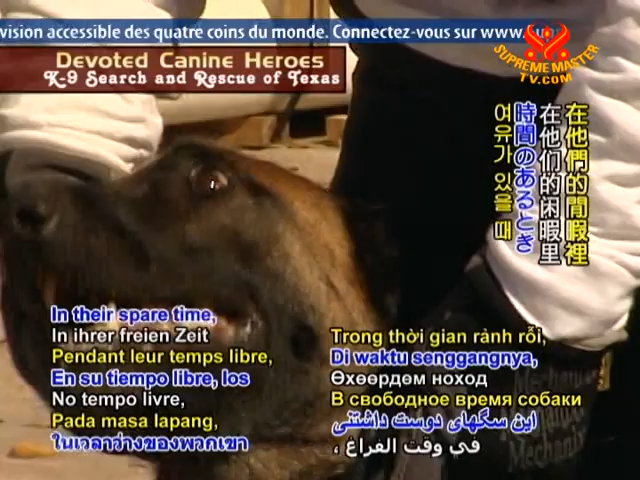 vision accessible des quatre coins du monde. Connectez-vous sur www.
SUPREME MASTER
TV.COM
Devoted Canine Heroes
K-9 Search and Rescue of Texas
在他們的閒暇裡
在他们的闲暇里
時間のあるとき
여유가 있을 때
In their spare time,
In ihrer freien Zeit
Pendant leur temps libre,
En su tiempo libre, los
No tempo livre,
Pada masa lapang,
ในเวลาว่างของพวกเขา
Trong thời gian rảnh rỗi,
Di waktu senggangnya,
Өхөөрдөм ноход
В свободное время собаки
این سگهای دوست داشتنی
في وقت الفراغ ،
Mechanix